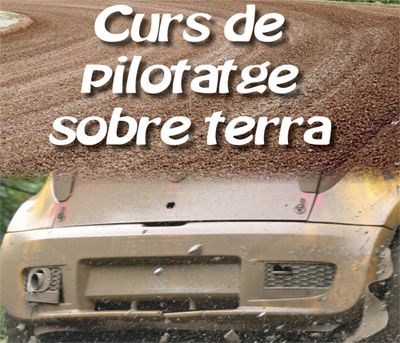 Curs de
pilotatge
sobre terra